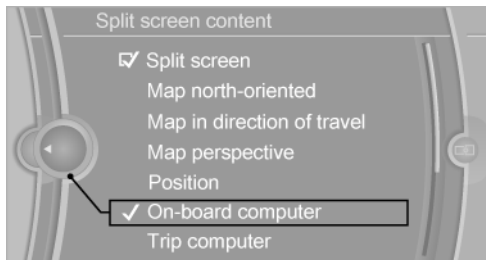 Split screen content
Split screen
Map north-oriented
Map in direction of travel
Map perspective
Position
On-board computer
Trip computer